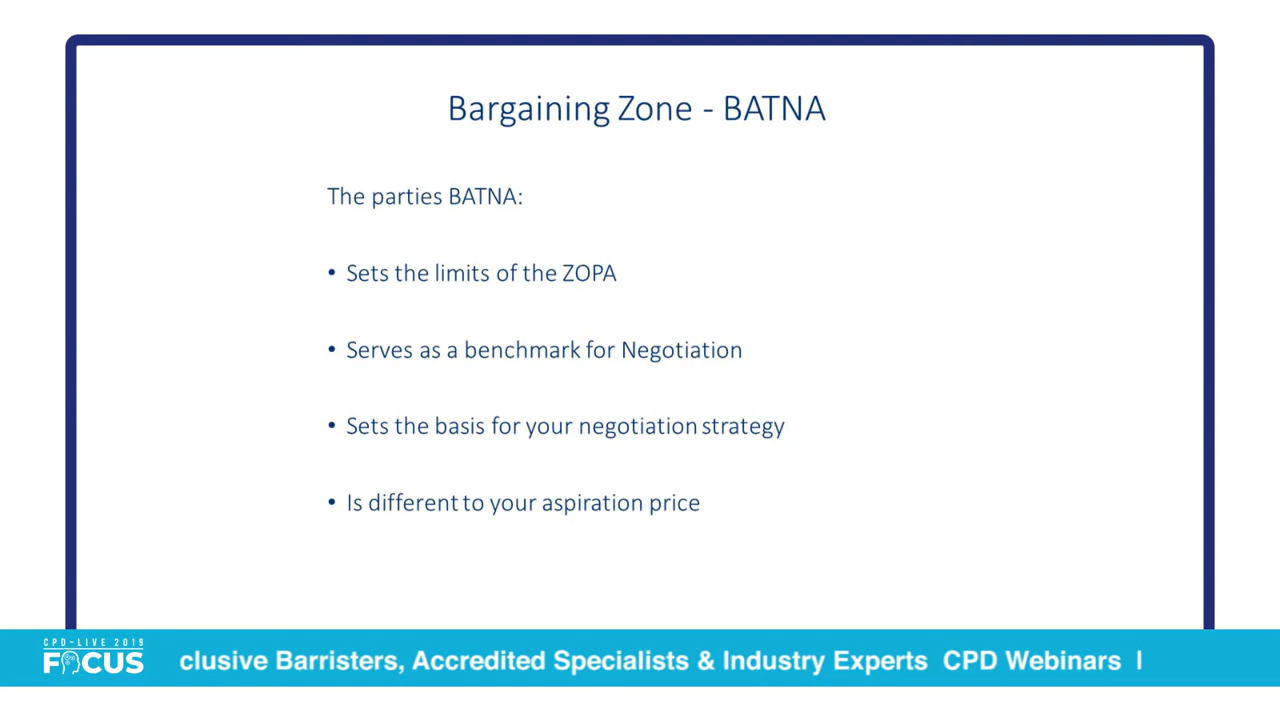 Bargaining Zone - BATNA
The parties BATNA:
• Sets the limits of the ZOPA
• Serves as a benchmark for Negotiation
• Sets the basis for your negotiation strategy
• Is different to your aspiration price
CPD-LIVE 2019
FOCUS
clusive Barristers, Accredited Specialists & Industry Experts CPD Webinars |